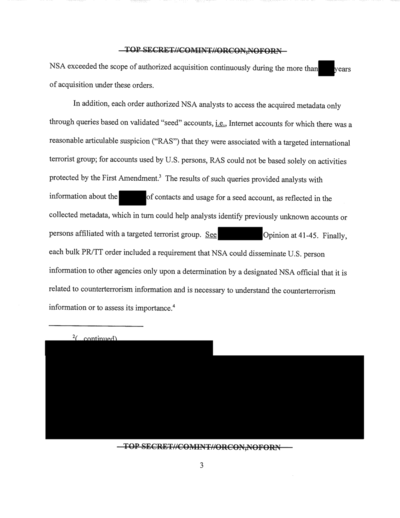 TOP SECRET//COMINT//ORCON,NOFORN
NSA exceeded the scope of authorized acquisition continuously during the more than years
of acquisition under these orders.
In addition, each order authorized NSA analysts to access the acquired metadata only
through queries based on validated “seed” accounts, i.e., Internet accounts for which there was a
reasonable articulable suspicion (“RAS”) that they were associated with a targeted international
terrorist group; for accounts used by U.S. persons, RAS could not be based solely on activities
protected by the First Amendment.3 The results of such queries provided analysts with
information about the of contacts and usage for a seed account, as reflected in the
collected metadata, which in turn could help analysts identify previously unknown accounts or
persons affiliated with a targeted terrorist group. See Opinion at 41-45. Finally,
each bulk PR/TT order included a requirement that NSA could disseminate U.S. person
information to other agencies only upon a determination by a designated NSA official that it is
related to counterterrorism information and is necessary to understand the counterterrorism
information or to assess its importance.4
2(...continued)
TOP SECRET//COMINT//ORCON,NOFORN
3